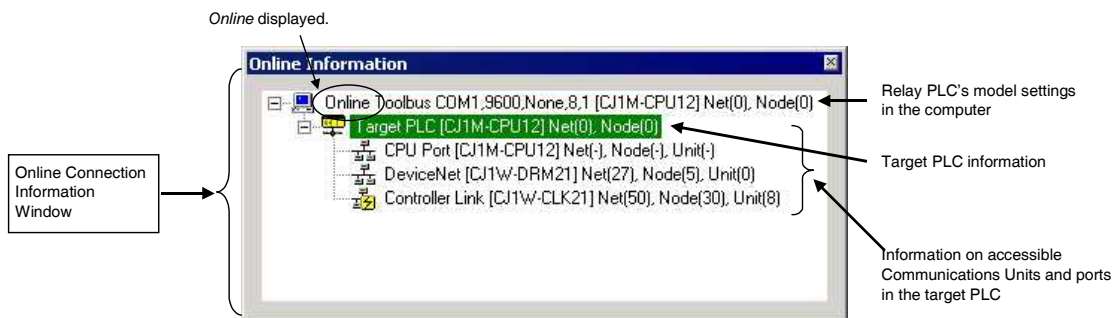 Online displayed.
Online Information
Online Toolbus COM1,9600,None,8,1 [CJ1M-CPU12] Net(0), Node(0)
Target PLC [CJ1M-CPU12] Net(0), Node(0)
CPU Port [CJ1M-CPU12] Net(-), Node(-), Unit(-)
DeviceNet [CJ1W-DRM21] Net(27), Node(5), Unit(0)
Controller Link [CJ1W-CLK21] Net(50), Node(30), Unit(8)
Online Connection
Information
Window
Relay PLC's model settings
in the computer
Target PLC information
Information on accessible
Communications Units and ports
in the target PLC